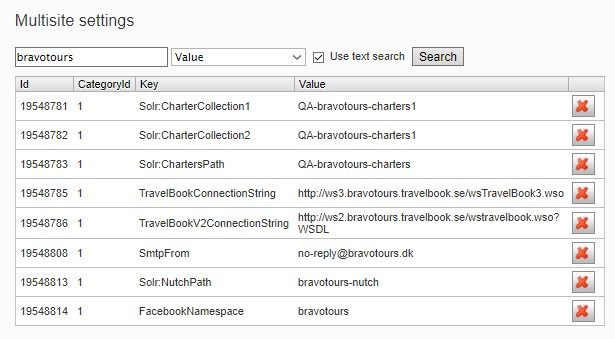 Multisite settings
bravotours Value Use text search Search
Id CategoryId Key Value
19548781 1 Solr:CharterCollection1 QA-bravotours-charters1
19548782 1 Solr:CharterCollection2 QA-bravotours-charters1
19548783 1 Solr:ChartersPath QA-bravotours-charters
19548785 1 TravelBookConnectionString http://ws3.bravotours.travelbook.se/wsTravelBook3.wso
19548786 1 TravelBookV2ConnectionString http://ws2.bravotours.travelbook.se/wstravelbook.wso?
WSDL
19548808 1 SmtpFrom no-reply@bravotours.dk
19548813 1 Solr:NutchPath bravotours-nutch
19548814 1 FacebookNamespace bravotours